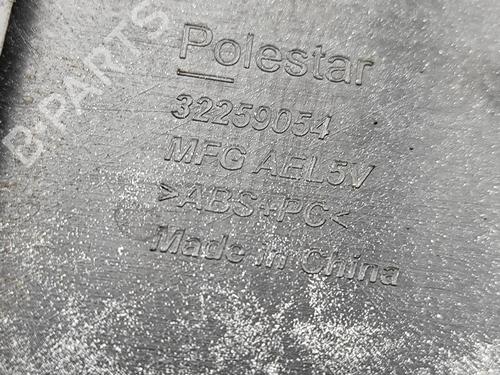 Polestar
32259054
MFG AEL5V
>ABS+PC<
Made in China
B-PARTS